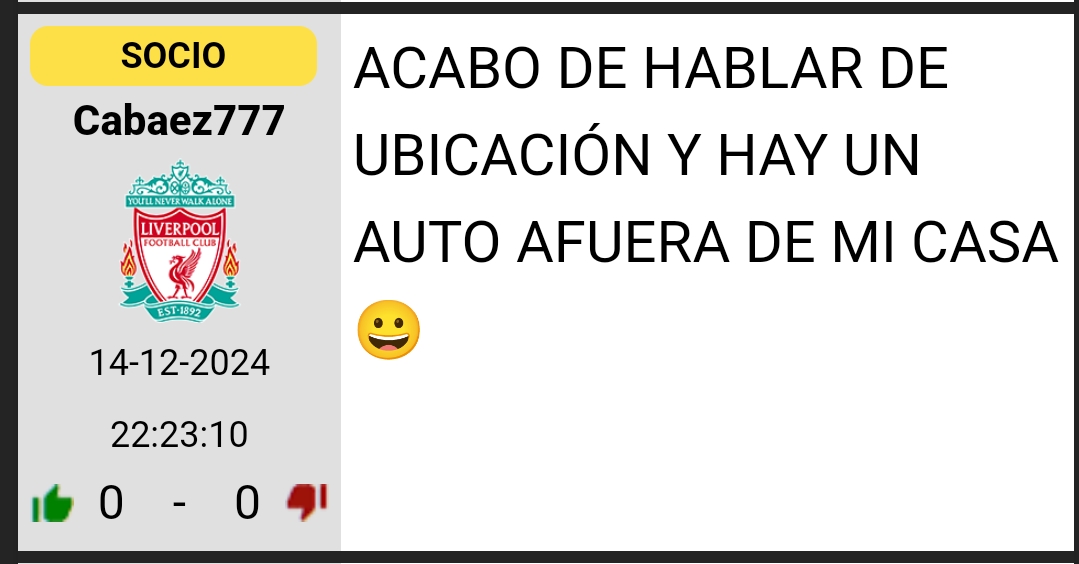 SOCIO
Cabaez777
YOU'LL NEVER WALK ALONE
LIVERPOOL
FOOTBALL CLUB
EST·1892
14-12-2024
22:23:10
0 - 0
ACABO DE HABLAR DE
UBICACIÓN Y HAY UN
AUTO AFUERA DE MI CASA
😀